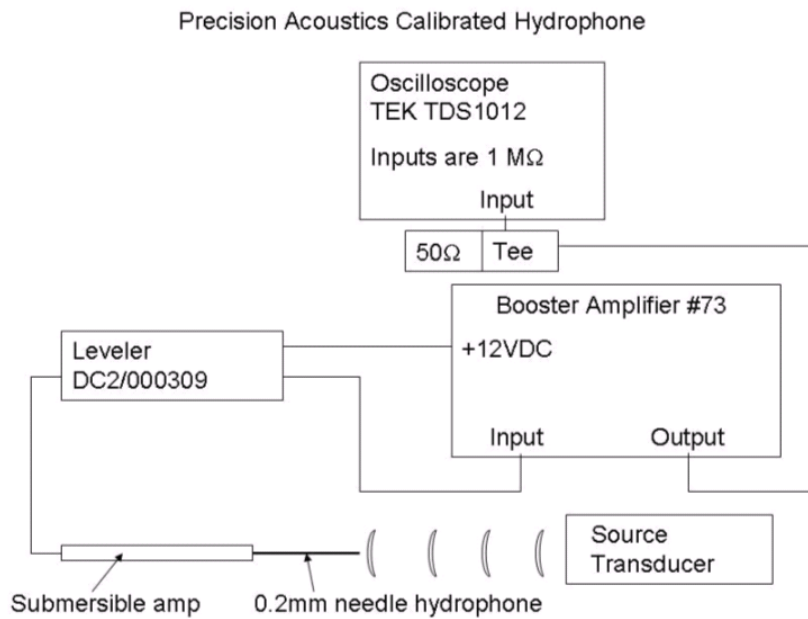 Precision Acoustics Calibrated Hydrophone
Oscilloscope
TEK TDS1012
Inputs are 1 MΩ
Input
50Ω Tee
Booster Amplifier #73
+12VDC
Leveler
DC2/000309
Input Output
Source
Transducer
Submersible amp 0.2mm needle hydrophone